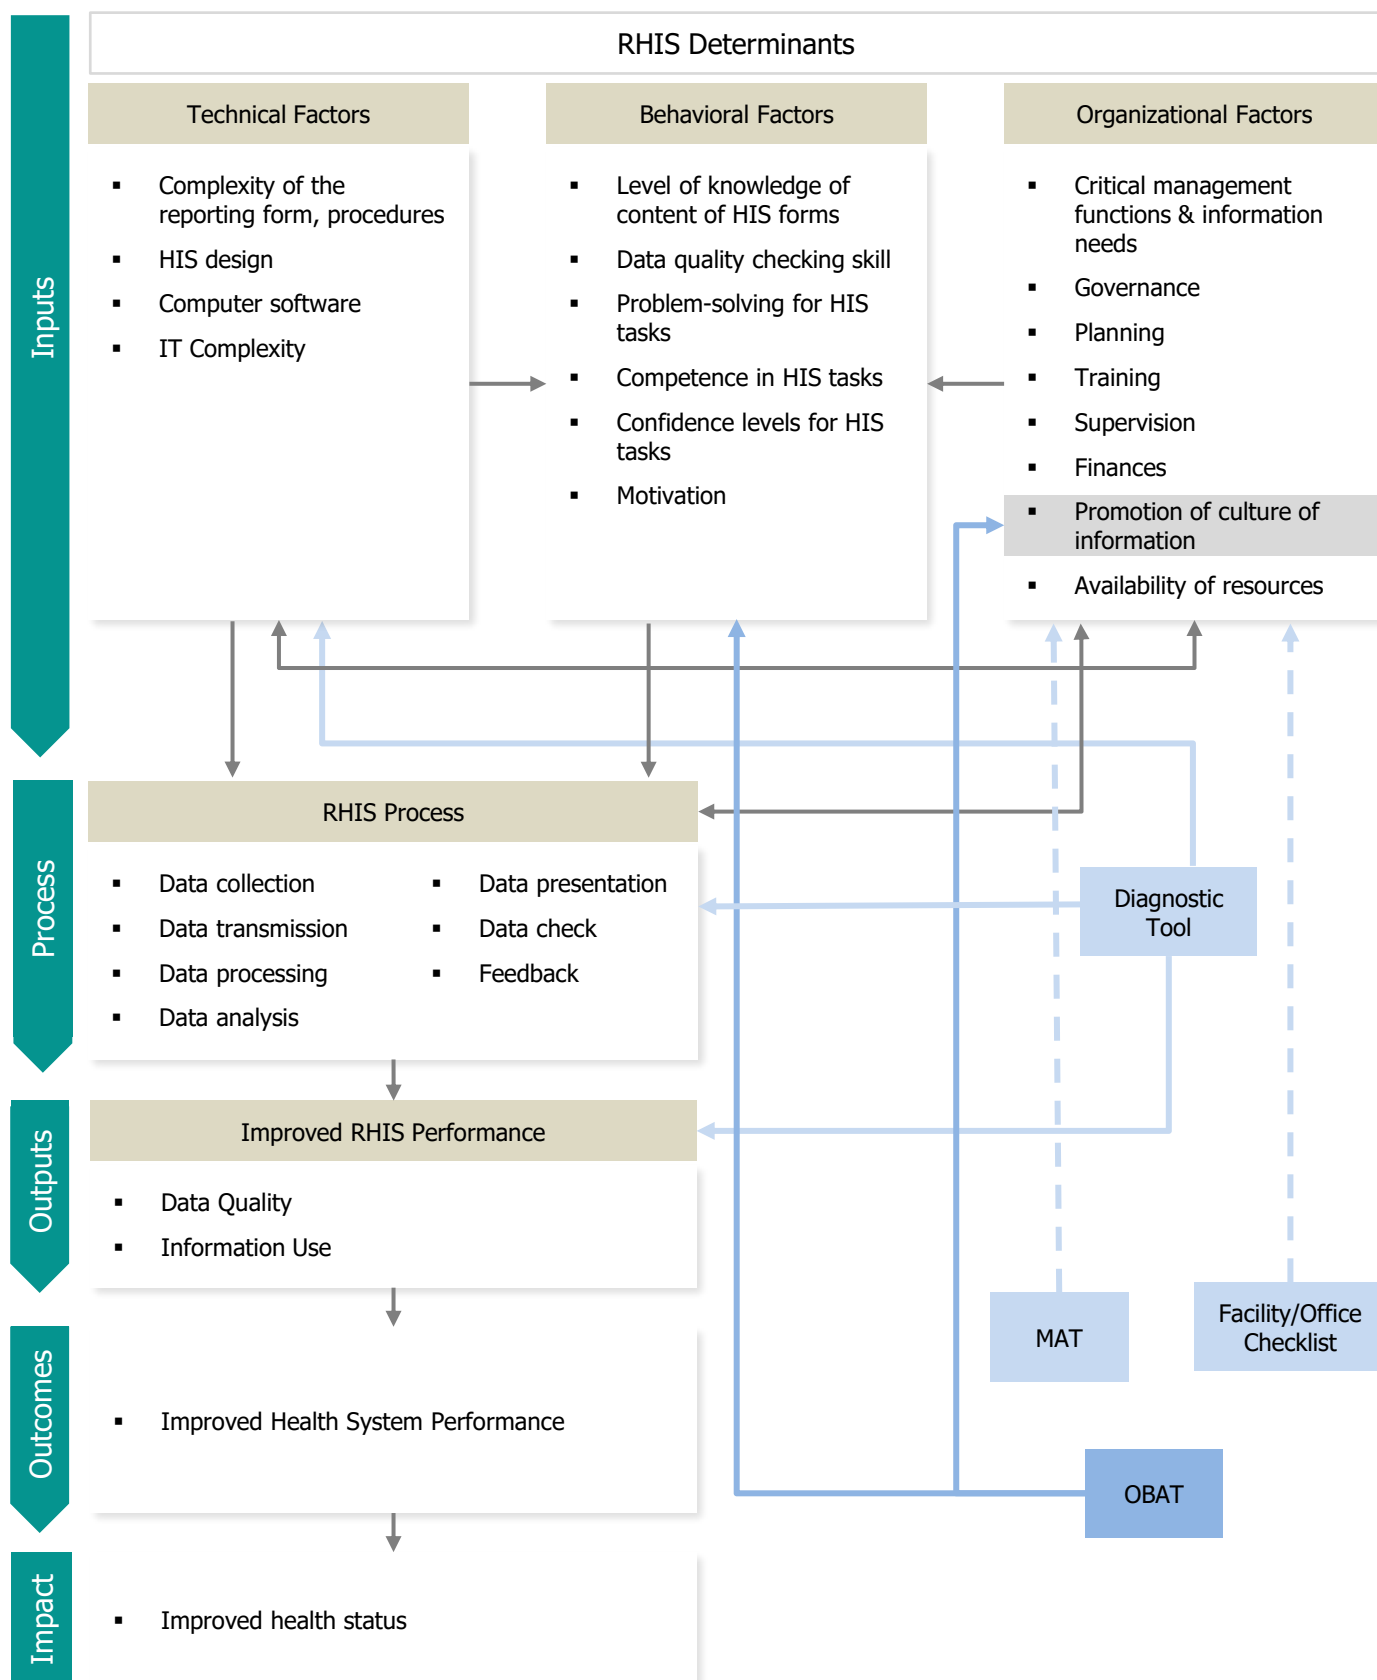 RHIS Determinants
Inputs
Technical Factors
▪ Complexity of the
reporting form, procedures
▪ HIS design
▪ Computer software
▪ IT Complexity
Behavioral Factors
▪ Level of knowledge of
content of HIS forms
▪ Data quality checking skill
▪ Problem-solving for HIS
tasks
▪ Competence in HIS tasks
▪ Confidence levels for HIS
tasks
▪ Motivation
Organizational Factors
▪ Critical management
functions & information
needs
▪ Governance
▪ Planning
▪ Training
▪ Supervision
▪ Finances
▪ Promotion of culture of
information
▪ Availability of resources
Process
RHIS Process
▪ Data collection
▪ Data transmission
▪ Data processing
▪ Data analysis
▪ Data presentation
▪ Data check
▪ Feedback
Diagnostic
Tool
Outputs
Improved RHIS Performance
▪ Data Quality
▪ Information Use
MAT
Facility/Office
Checklist
Outcomes
▪ Improved Health System Performance
OBAT
Impact
▪ Improved health status